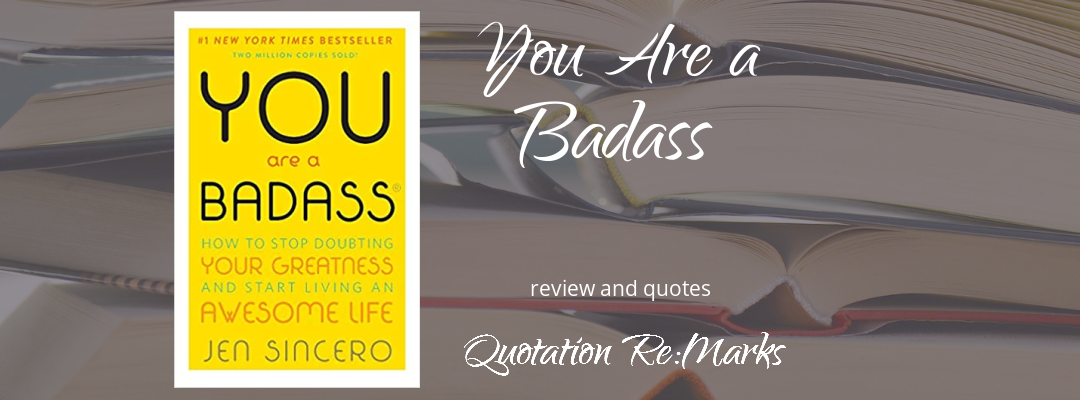 #1 NEW YORK TIMES BESTSELLER
TWO MILLION COPIES SOLD!
YOU
are a
BADASS®
HOW TO STOP DOUBTING
YOUR GREATNESS
AND START LIVING AN
AWESOME LIFE
JEN SINCERO
You Are a
Badass
review and quotes
Quotation Re:Marks